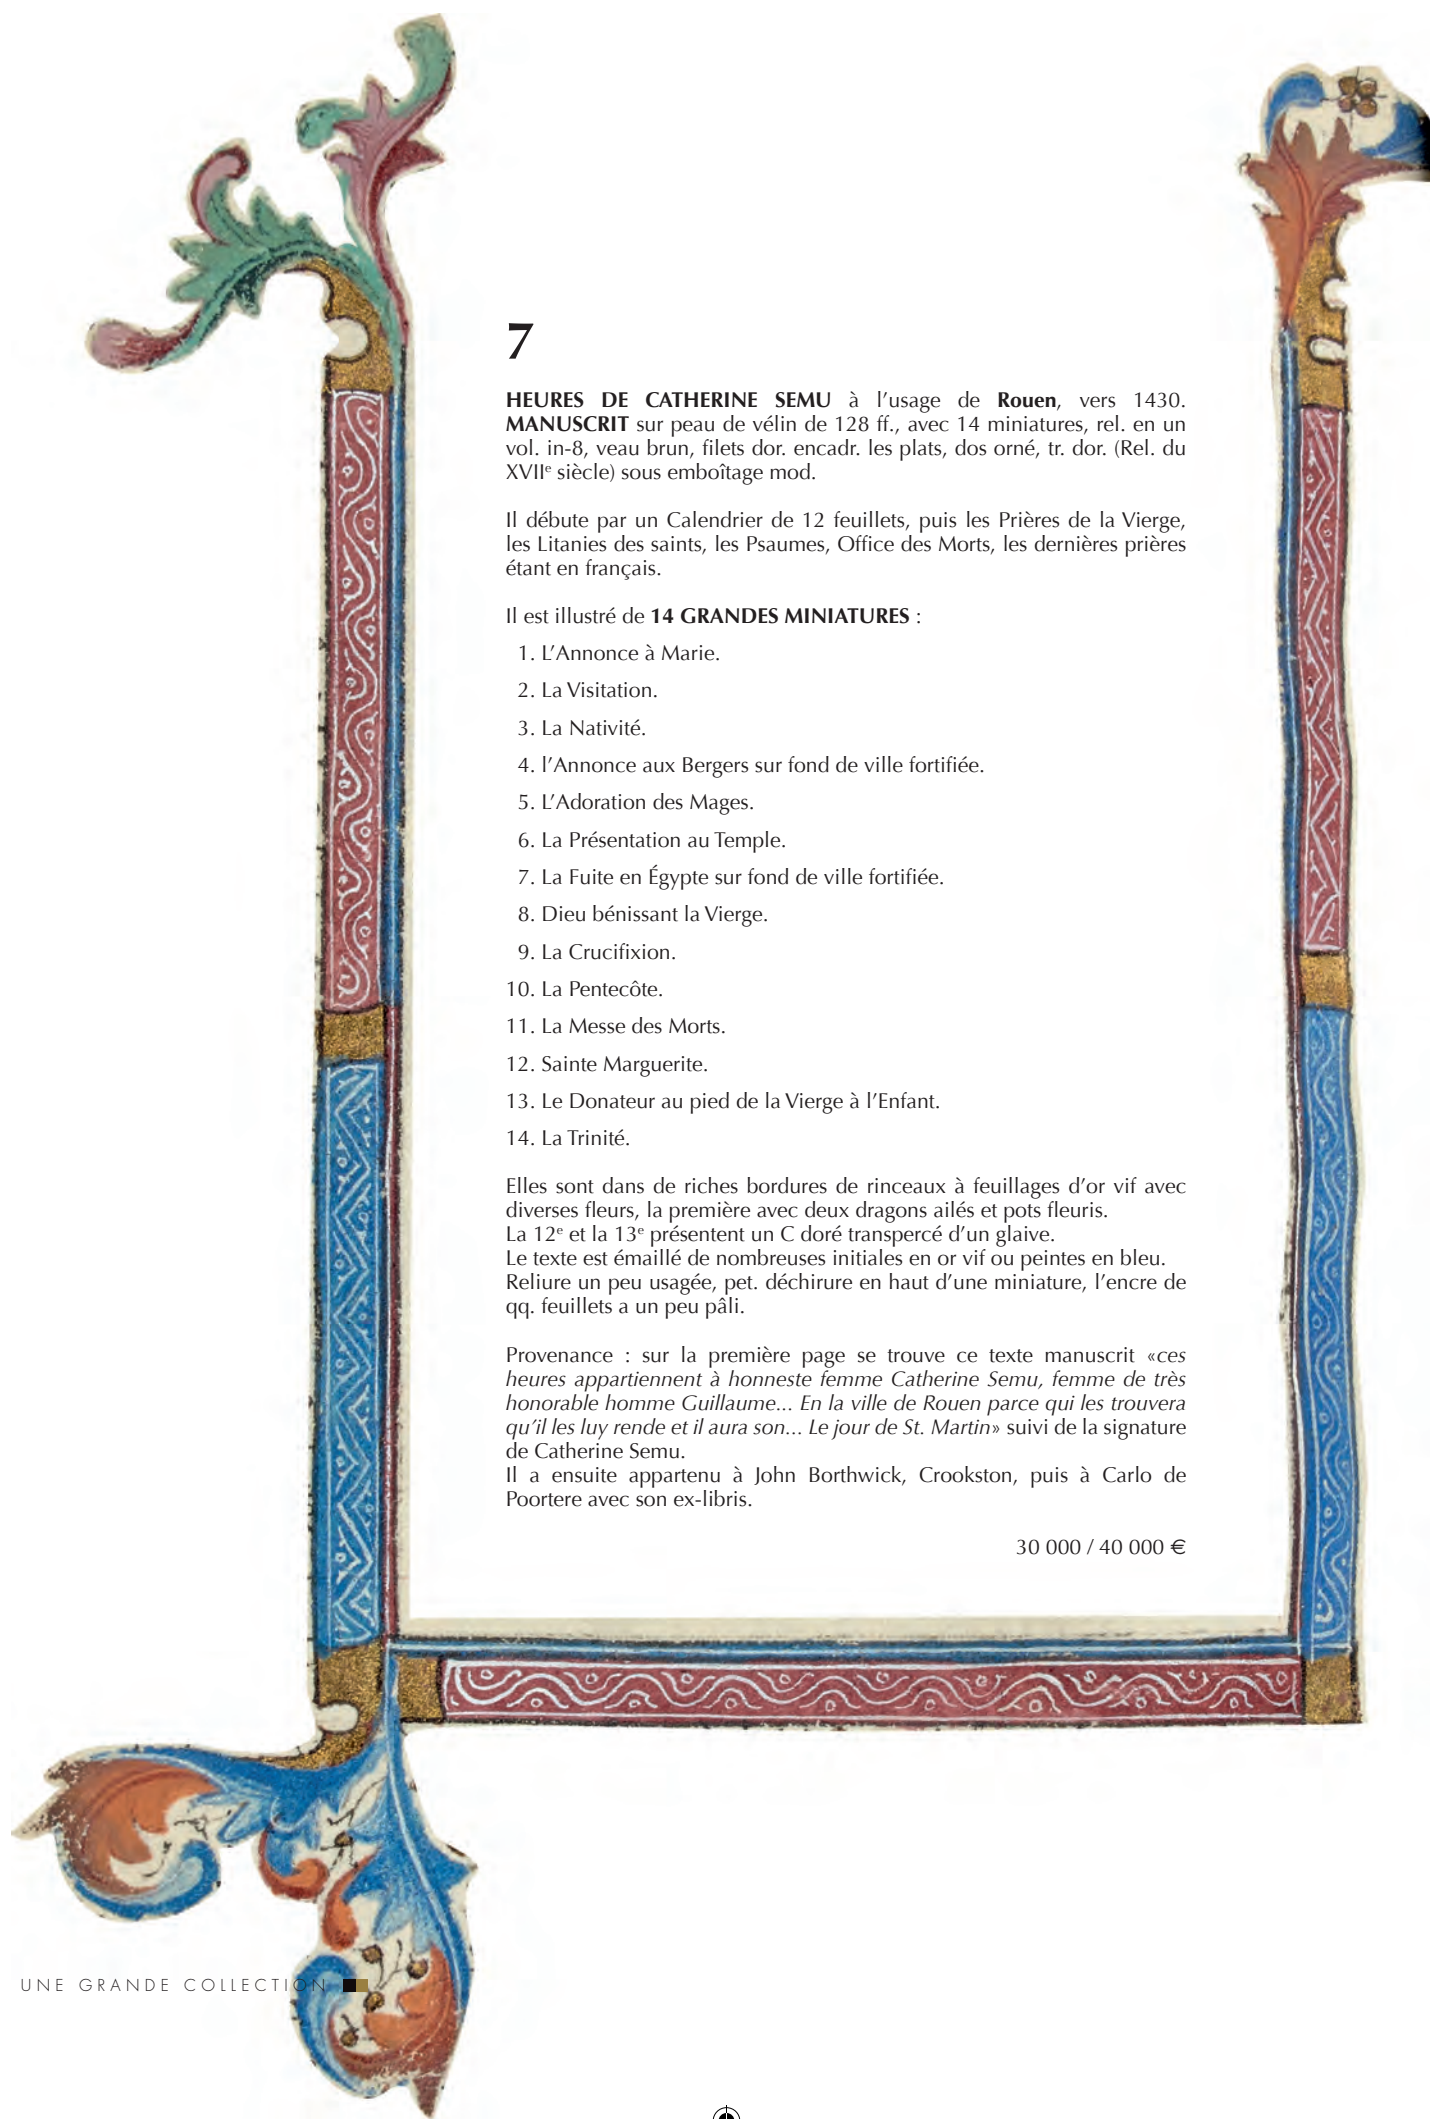 7
HEURES DE CATHERINE SEMU à l’usage de Rouen, vers 1430.
MANUSCRIT sur peau de vélin de 128 ff., avec 14 miniatures, rel. en un
vol. in-8, veau brun, filets dor. encadr. les plats, dos orné, tr. dor. (Rel. du
XVIIᵉ siècle) sous emboîtage mod.
Il débute par un Calendrier de 12 feuillets, puis les Prières de la Vierge,
les Litanies des saints, les Psaumes, Office des Morts, les dernières prières
étant en français.
Il est illustré de 14 GRANDES MINIATURES :
1. L’Annonce à Marie.
2. La Visitation.
3. La Nativité.
4. l’Annonce aux Bergers sur fond de ville fortifiée.
5. L’Adoration des Mages.
6. La Présentation au Temple.
7. La Fuite en Égypte sur fond de ville fortifiée.
8. Dieu bénissant la Vierge.
9. La Crucifixion.
10. La Pentecôte.
11. La Messe des Morts.
12. Sainte Marguerite.
13. Le Donateur au pied de la Vierge à l’Enfant.
14. La Trinité.
Elles sont dans de riches bordures de rinceaux à feuillages d’or vif avec
diverses fleurs, la première avec deux dragons ailés et pots fleuris.
La 12ᵉ et la 13ᵉ présentent un C doré transpercé d’un glaive.
Le texte est émaillé de nombreuses initiales en or vif ou peintes en bleu.
Reliure un peu usagée, pet. déchirure en haut d’une miniature, l’encre de
qq. feuillets a un peu pâli.
Provenance : sur la première page se trouve ce texte manuscrit «ces
heures appartiennent à honneste femme Catherine Semu, femme de très
honorable homme Guillaume... En la ville de Rouen parce qui les trouvera
qu’il les luy rende et il aura son... Le jour de St. Martin» suivi de la signature
de Catherine Semu.
Il a ensuite appartenu à John Borthwick, Crookston, puis à Carlo de
Poortere avec son ex-libris.
30 000 / 40 000 €
UNE GRANDE COLLECTION